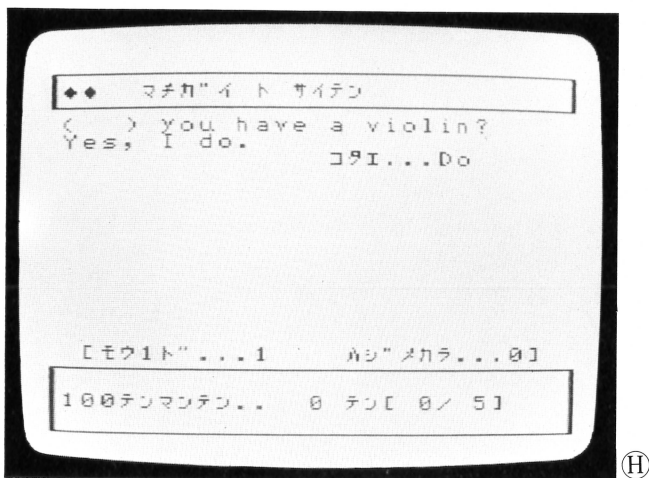 ◆◆ マチガ"イ ト サイテン
(   ) you have a violin?
Yes, I do.
コタエ...Do
[モウ1ド"...1 ハジ"メカラ...0]
100テンマンテン.. 0 テン[ 0/ 5]
Ⓗ